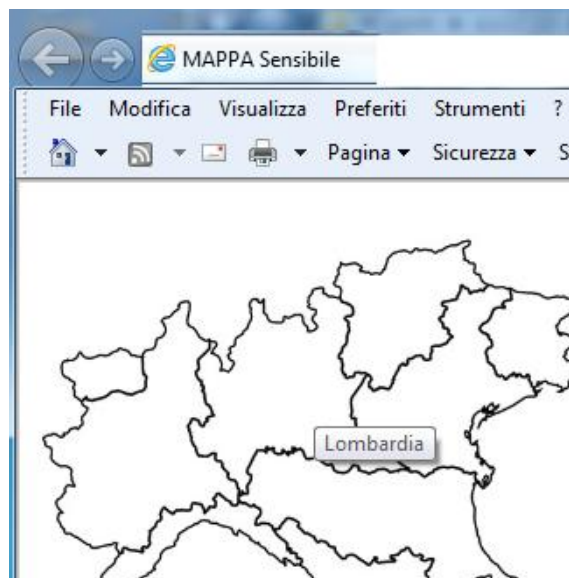 MAPPA Sensibile
File Modifica Visualizza Preferiti Strumenti ?
Pagina Sicurezza S
Lombardia